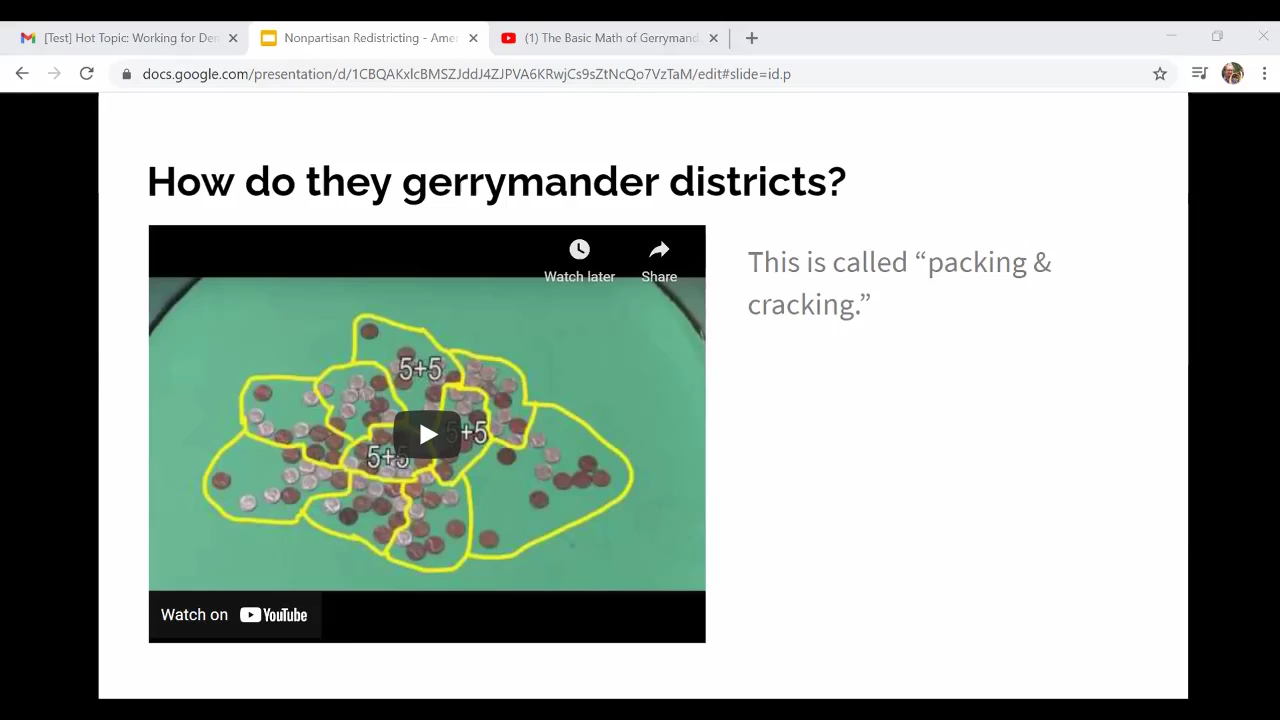 [Test] Hot Topic: Working for Den
Nonpartisan Redistricting - Amer
(1) The Basic Math of Gerrymand
docs.google.com/presentation/d/1CBQAKxlcBMSZJddJ4ZJPVA6KRwjCs9sZtNcQo7VzTaM/edit#slide=id.p
How do they gerrymander districts?
Watch later
Share
5+5
5+5
5+5
Watch on YouTube
This is called “packing &
cracking.”